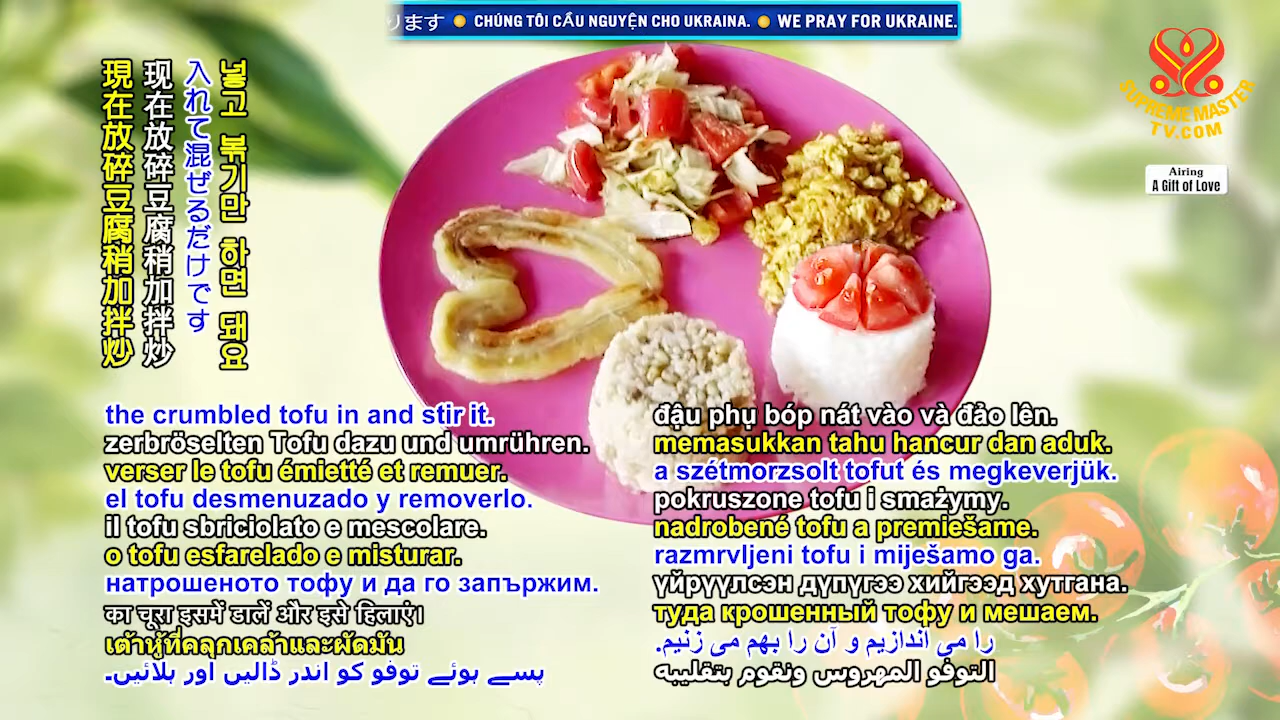 ります ● CHÚNG TÔI CẦU NGUYỆN CHO UKRAINA. ● WE PRAY FOR UKRAINE.
SUPREME MASTER
TV.COM
Airing
A Gift of Love
넣고 볶기만 하면 돼요
入れて混ぜるだけです
现在放碎豆腐稍加拌炒
現在放碎豆腐稍加拌炒
the crumbled tofu in and stir it.
zerbröselten Tofu dazu und umrühren.
verser le tofu émietté et remuer.
el tofu desmenuzado y removerlo.
il tofu sbriciolato e mescolare.
o tofu esfarelado e misturar.
натрошеното тофу и да го запържим.
का चूरा इसमें डालें और इसे हिलाएं।
เต้าหู้ที่คลุกเคล้าและผัดมัน
پسے ہوئے توفو کو اندر ڈالیں اور ہلائیں۔
đậu phụ bóp nát vào và đảo lên.
memasukkan tahu hancur dan aduk.
a szétmorzsolt tofut és megkeverjük.
pokruszone tofu i smażymy.
nadrobené tofu a premiešame.
razmrvljeni tofu i miješamo ga.
үйрүүлсэн дүпүгээ хийгээд хутгана.
туда крошенный тофу и мешаем.
را می اندازیم و آن را بهم می زنیم.
التوفو المهروس ونقوم بتقليبه